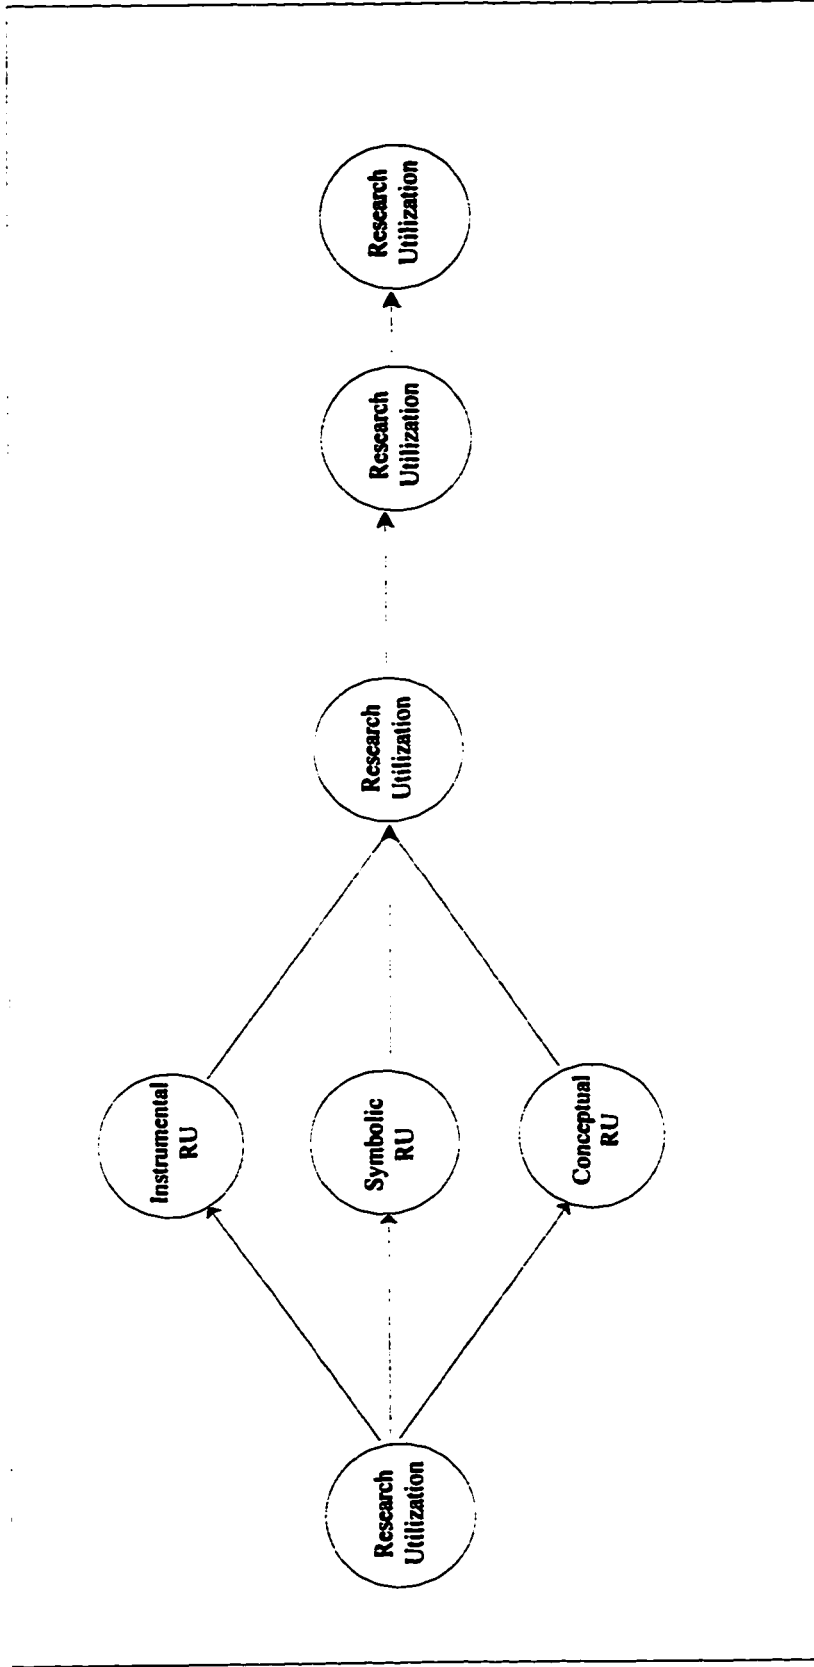 Research
Utilization
Instrumental
RU
Symbolic
RU
Conceptual
RU
Research
Utilization
Research
Utilization
Research
Utilization